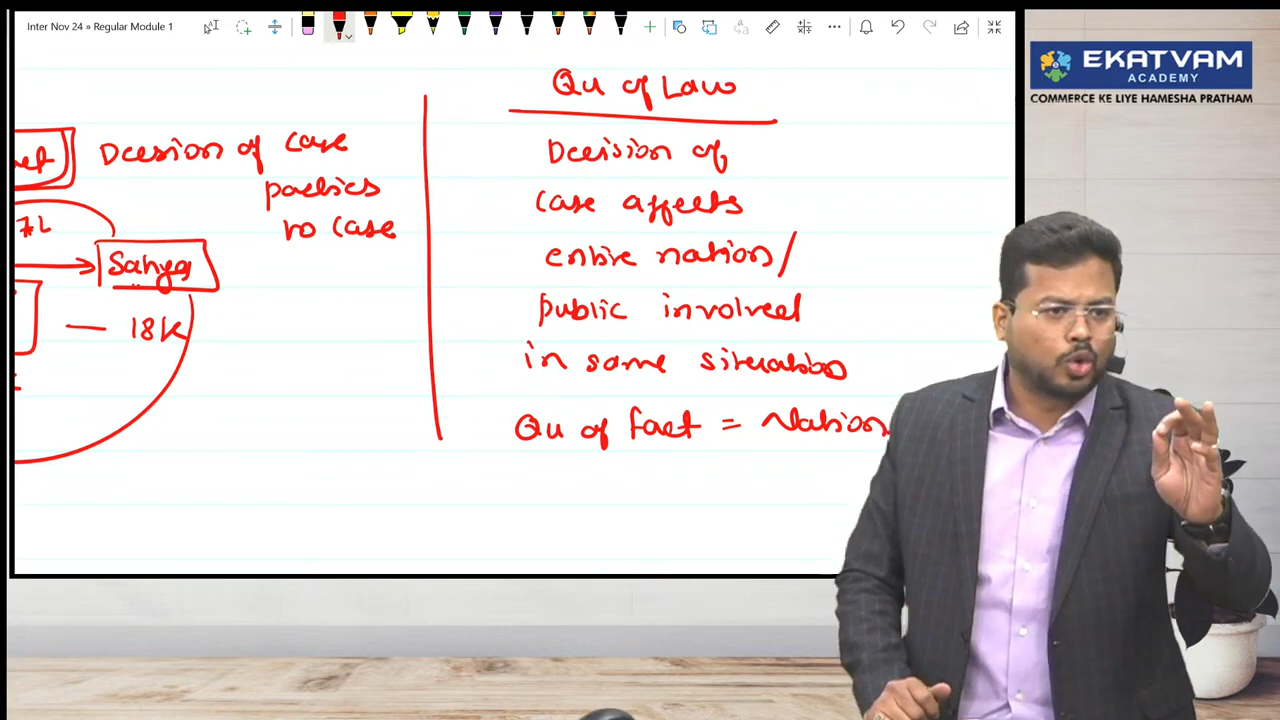 Inter Nov 24 » Regular Module 1
EKATVAM
ACADEMY
COMMERCE KE LIYE HAMESHA PRATHAM
Decision of case
parties
to case
7L
Sahyog
18K
Qu of Law
Decision of
case affects
entire nation/
public involved
in same situation
Qu of fact = Nation